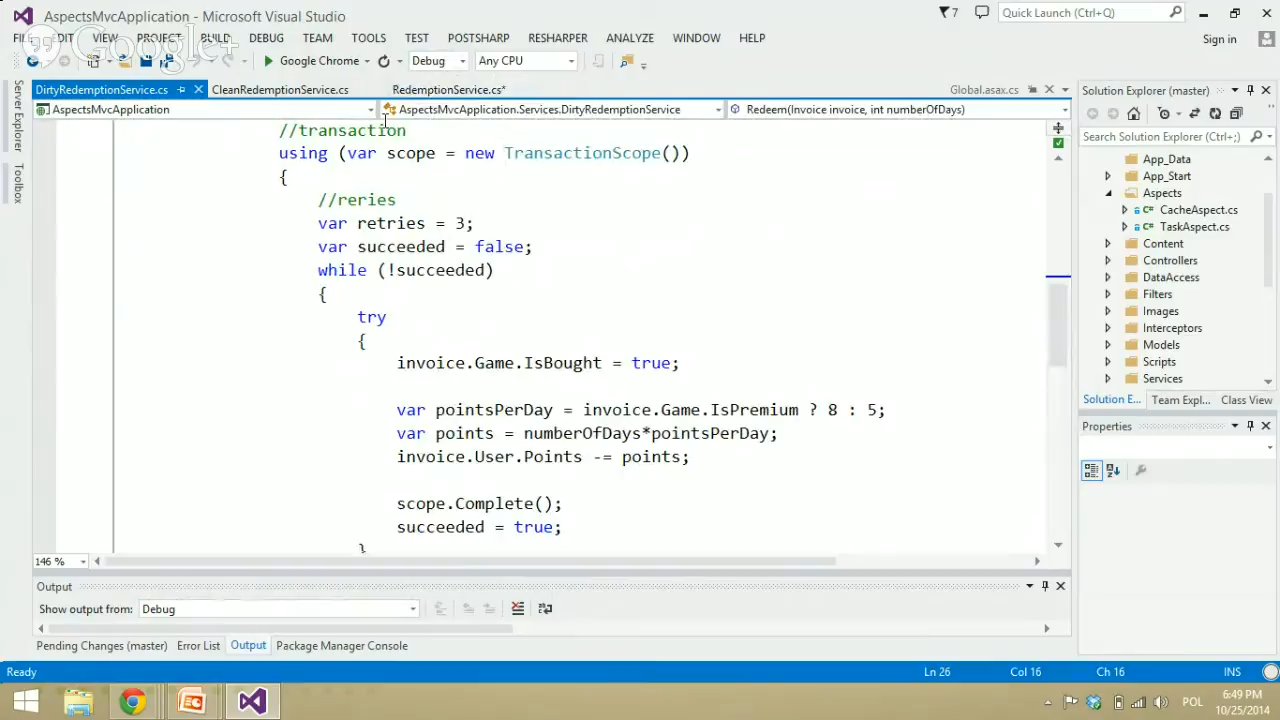 AspectsMvcApplication - Microsoft Visual Studio
7
Quick Launch (Ctrl+Q)
FILE EDIT VIEW PROJECT BUILD DEBUG TEAM TOOLS TEST POSTSHARP RESHARPER ANALYZE WINDOW HELP
Sign in
Google+
Google Chrome
Debug
Any CPU
DirtyRedemptionService.cs
CleanRedemptionService.cs
RedemptionService.cs*
Global.asax.cs
AspectsMvcApplication
AspectsMvcApplication.Services.DirtyRedemptionService
Redeem(Invoice invoice, int numberOfDays)
Server Explorer
Toolbox
//transaction
using (var scope = new TransactionScope())
{
//reries
var retries = 3;
var succeeded = false;
while (!succeeded)
{
try
{
invoice.Game.IsBought = true;
var pointsPerDay = invoice.Game.IsPremium ? 8 : 5;
var points = numberOfDays*pointsPerDay;
invoice.User.Points -= points;
scope.Complete();
succeeded = true;
}
146 %
Solution Explorer (master)
Search Solution Explorer (Ctrl+;)
App_Data
App_Start
Aspects
C# CacheAspect.cs
C# TaskAspect.cs
Content
Controllers
DataAccess
Filters
Images
Interceptors
Models
Scripts
Services
Solution E... Team Expl... Class View
Properties
Output
Show output from: Debug
Pending Changes (master) Error List Output Package Manager Console
Ready
Ln 26 Col 16 Ch 16 INS
POL
6:49 PM
10/25/2014